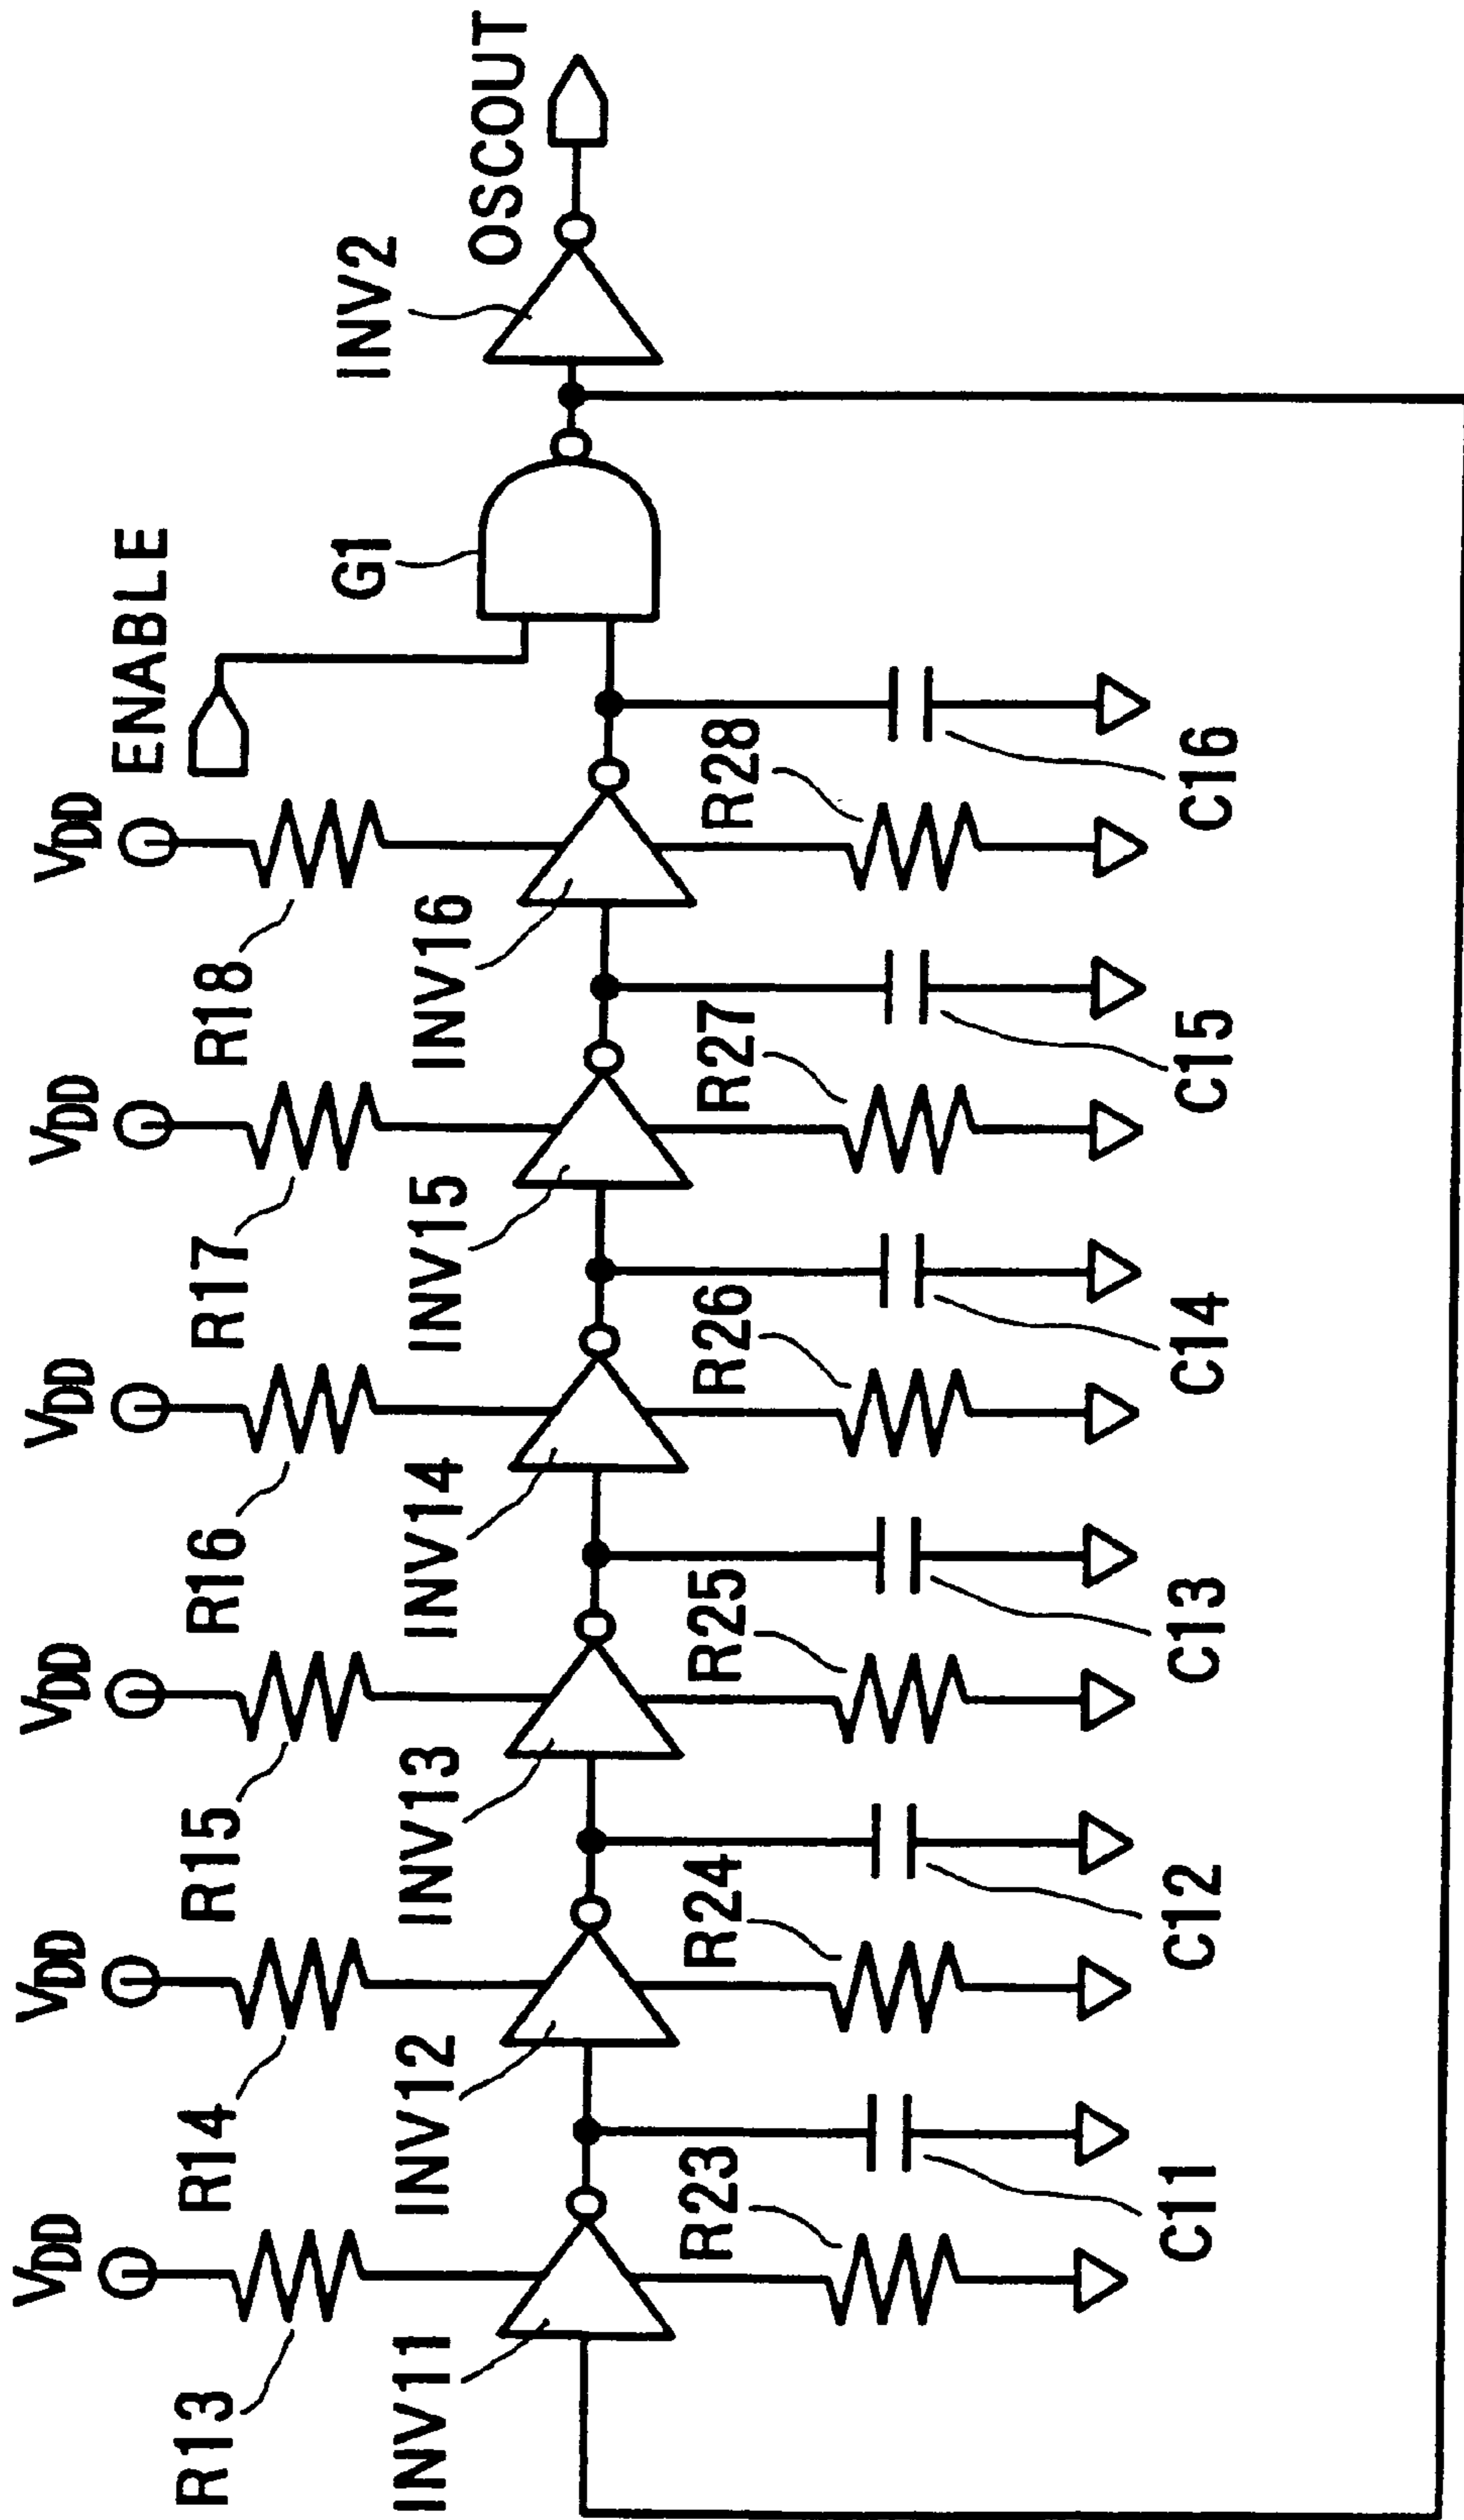 VDD VDD VDD VDD VDD VDD ENABLE
R13 R14 R15 R16 R17 R18
INV11 INV12 INV13 INV14 INV15 INV16 G1 INV2
OSCOUT
R23 R24 R25 R26 R27 R28
C11 C12 C13 C14 C15 C16